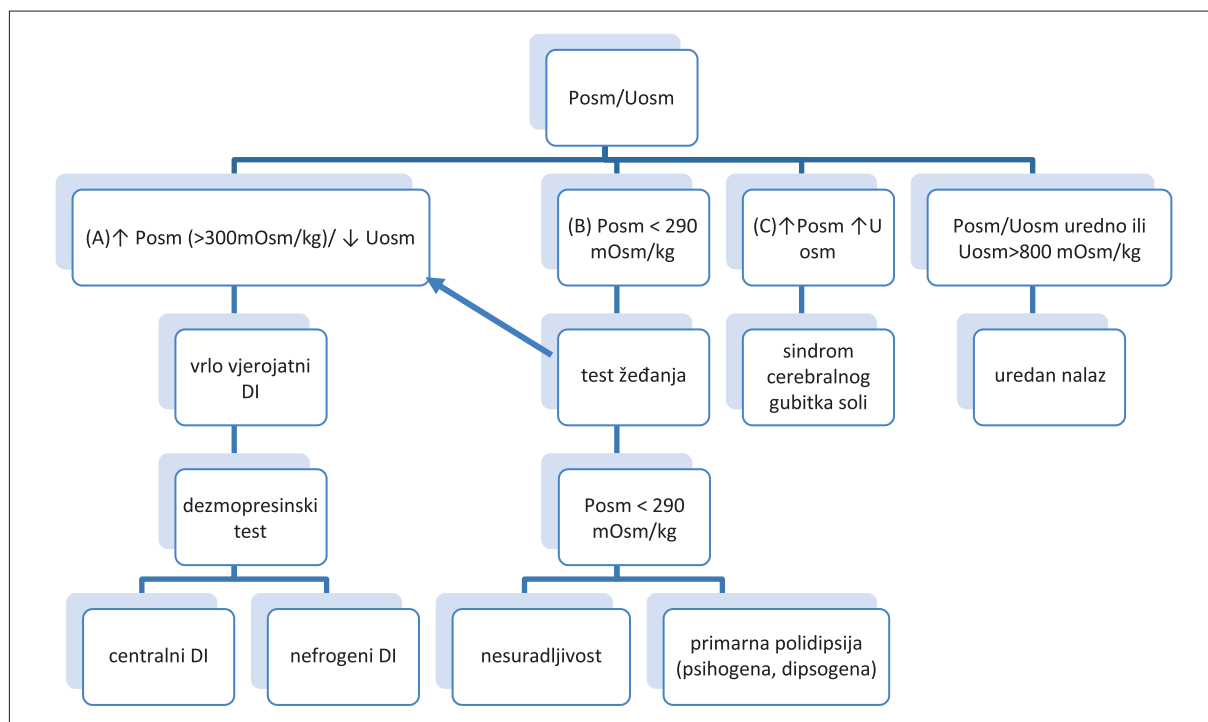 Posm/Uosm
(A)↑ Posm (>300mOsm/kg)/ ↓ Uosm
(B) Posm < 290
mOsm/kg
(C)↑Posm ↑U
osm
Posm/Uosm uredno ili
Uosm>800 mOsm/kg
vrlo vjerojatni
DI
test žeđanja
sindrom
cerebralnog
gubitka soli
uredan nalaz
dezmopresinski
test
Posm < 290
mOsm/kg
centralni DI
nefrogeni DI
nesuradljivost
primarna polidipsija
(psihogena, dipsogena)